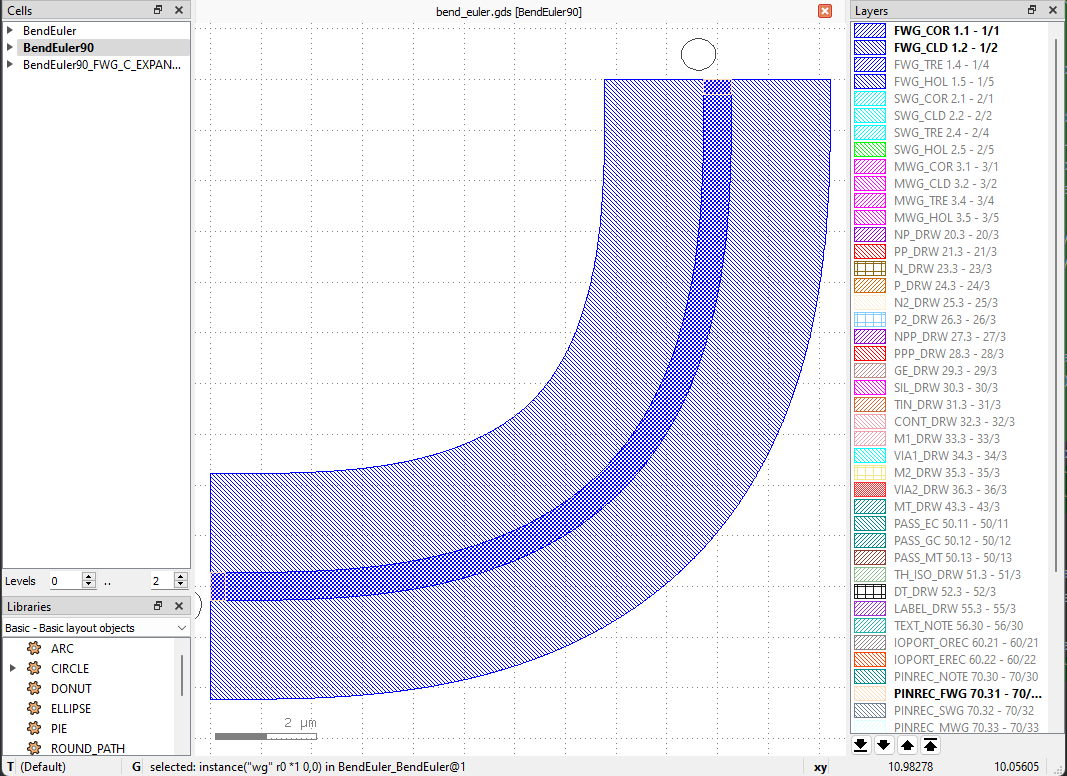 Cells
BendEuler
BendEuler90
BendEuler90_FWG_C_EXPAN...
Levels 0 .. 2
Libraries
Basic - Basic layout objects
ARC
CIRCLE
DONUT
ELLIPSE
PIE
ROUND_PATH
bend_euler.gds [BendEuler90]
2 μm
Layers
FWG_COR 1.1 - 1/1
FWG_CLD 1.2 - 1/2
FWG_TRE 1.4 - 1/4
FWG_HOL 1.5 - 1/5
SWG_COR 2.1 - 2/1
SWG_CLD 2.2 - 2/2
SWG_TRE 2.4 - 2/4
SWG_HOL 2.5 - 2/5
MWG_COR 3.1 - 3/1
MWG_CLD 3.2 - 3/2
MWG_TRE 3.4 - 3/4
MWG_HOL 3.5 - 3/5
NP_DRW 20.3 - 20/3
PP_DRW 21.3 - 21/3
N_DRW 23.3 - 23/3
P_DRW 24.3 - 24/3
N2_DRW 25.3 - 25/3
P2_DRW 26.3 - 26/3
NPP_DRW 27.3 - 27/3
PPP_DRW 28.3 - 28/3
GE_DRW 29.3 - 29/3
SIL_DRW 30.3 - 30/3
TIN_DRW 31.3 - 31/3
CONT_DRW 32.3 - 32/3
M1_DRW 33.3 - 33/3
VIA1_DRW 34.3 - 34/3
M2_DRW 35.3 - 35/3
VIA2_DRW 36.3 - 36/3
MT_DRW 43.3 - 43/3
PASS_EC 50.11 - 50/11
PASS_GC 50.12 - 50/12
PASS_MT 50.13 - 50/13
TH_ISO_DRW 51.3 - 51/3
DT_DRW 52.3 - 52/3
LABEL_DRW 55.3 - 55/3
TEXT_NOTE 56.30 - 56/30
IOPORT_OREC 60.21 - 60/21
IOPORT_EREC 60.22 - 60/22
PINREC_NOTE 70.30 - 70/30
PINREC_FWG 70.31 - 70/...
PINREC_SWG 70.32 - 70/32
PINREC_MWG 70.33 - 70/33
T (Default) G selected: instance("wg" r0 *1 0,0) in BendEuler_BendEuler@1 xy 10.98278 10.05605